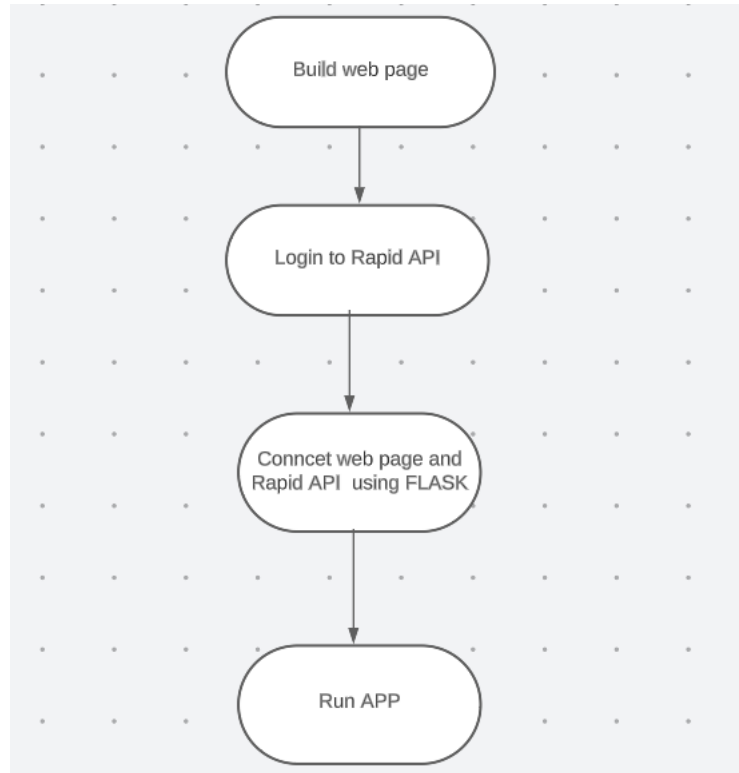 Build web page
Login to Rapid API
Conncet web page and
Rapid API  using FLASK
Run APP